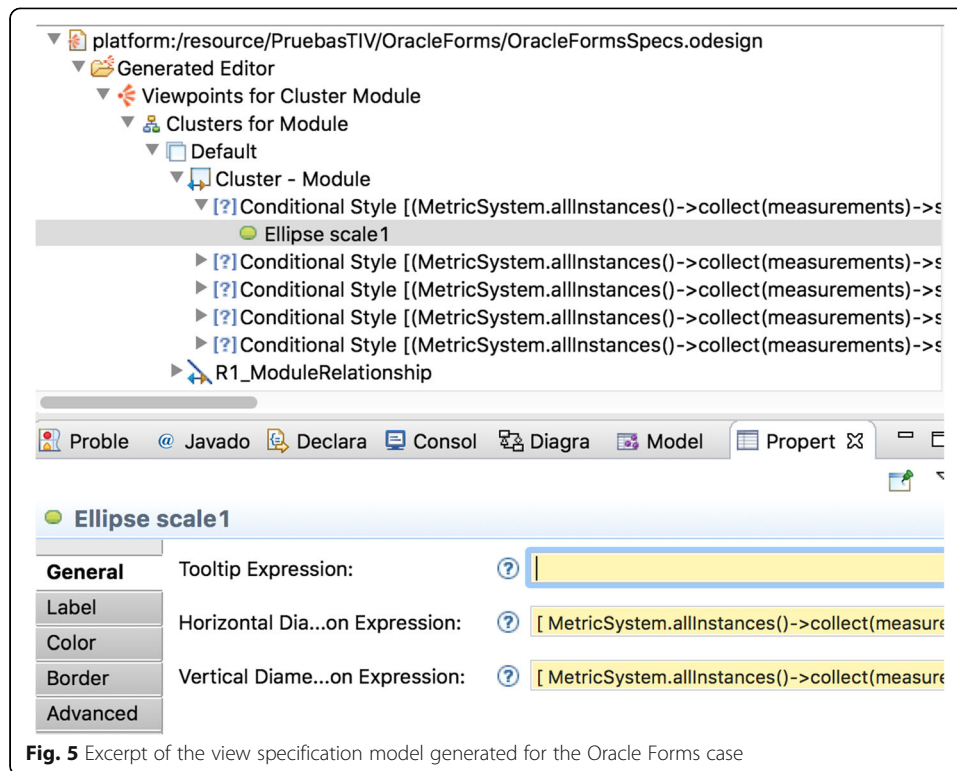 platform:/resource/PruebasTIV/OracleForms/OracleFormsSpecs.odesign
Generated Editor
Viewpoints for Cluster Module
Clusters for Module
Default
Cluster - Module
[?] Conditional Style [(MetricSystem.allInstances()->collect(measurements)->s
Ellipse scale1
[?] Conditional Style [(MetricSystem.allInstances()->collect(measurements)->s
[?] Conditional Style [(MetricSystem.allInstances()->collect(measurements)->s
[?] Conditional Style [(MetricSystem.allInstances()->collect(measurements)->s
[?] Conditional Style [(MetricSystem.allInstances()->collect(measurements)->s
R1_ModuleRelationship
Proble @ Javado Declara Consol Diagra Model Propert
Ellipse scale1
General Tooltip Expression: ?
Label
Horizontal Dia...on Expression: ? [ MetricSystem.allInstances()->collect(measure
Color
Border Vertical Diame...on Expression: ? [ MetricSystem.allInstances()->collect(measure
Advanced
Fig. 5 Excerpt of the view specification model generated for the Oracle Forms case